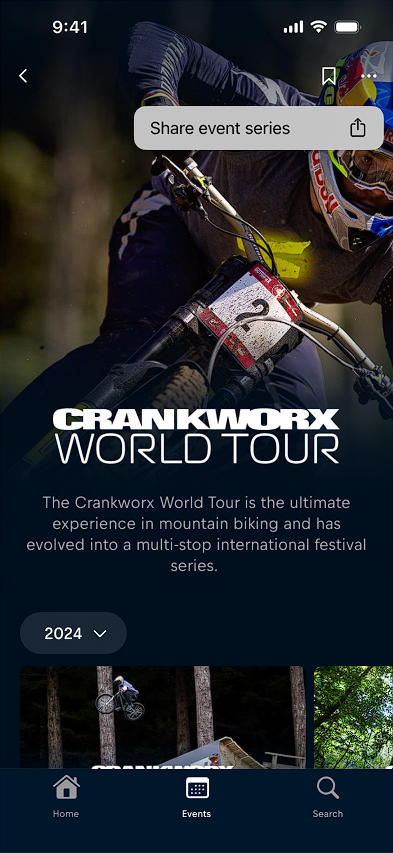 9:41
Share event series
2
CRANKWORX
WORLD TOUR
The Crankworx World Tour is the ultimate
experience in mountain biking and has
evolved into a multi-stop international festival
series.
2024
CRANKWORX
Home
Events
Search